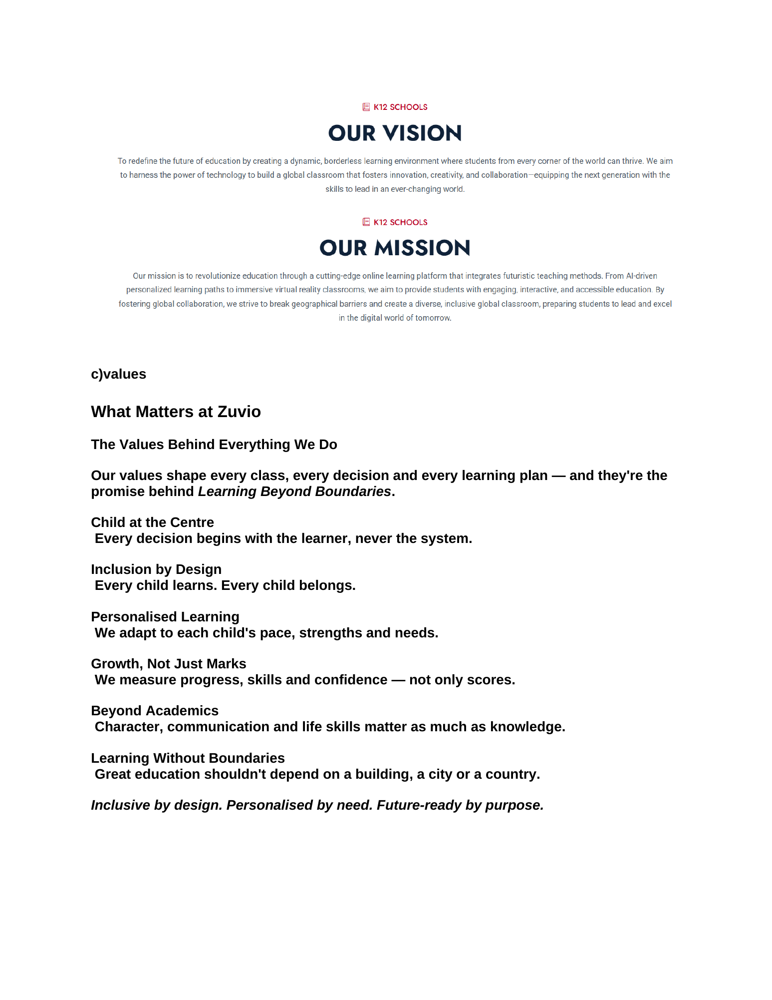 K12 SCHOOLS
OUR VISION
To redefine the future of education by creating a dynamic, borderless learning environment where students from every corner of the world can thrive. We aim
to harness the power of technology to build a global classroom that fosters innovation, creativity, and collaboration—equipping the next generation with the
skills to lead in an ever-changing world.
K12 SCHOOLS
OUR MISSION
Our mission is to revolutionize education through a cutting-edge online learning platform that integrates futuristic teaching methods. From AI-driven
personalized learning paths to immersive virtual reality classrooms, we aim to provide students with engaging, interactive, and accessible education. By
fostering global collaboration, we strive to break geographical barriers and create a diverse, inclusive global classroom, preparing students to lead and excel
in the digital world of tomorrow.
c)values
What Matters at Zuvio
The Values Behind Everything We Do
Our values shape every class, every decision and every learning plan — and they're the
promise behind Learning Beyond Boundaries.
Child at the Centre
Every decision begins with the learner, never the system.
Inclusion by Design
Every child learns. Every child belongs.
Personalised Learning
We adapt to each child's pace, strengths and needs.
Growth, Not Just Marks
We measure progress, skills and confidence — not only scores.
Beyond Academics
Character, communication and life skills matter as much as knowledge.
Learning Without Boundaries
Great education shouldn't depend on a building, a city or a country.
Inclusive by design. Personalised by need. Future-ready by purpose.